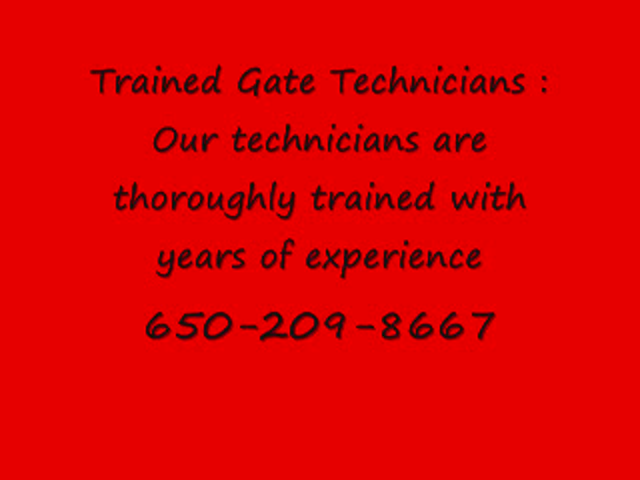 Trained Gate Technicians :
Our technicians are
thoroughly trained with
years of experience
650-209-8667